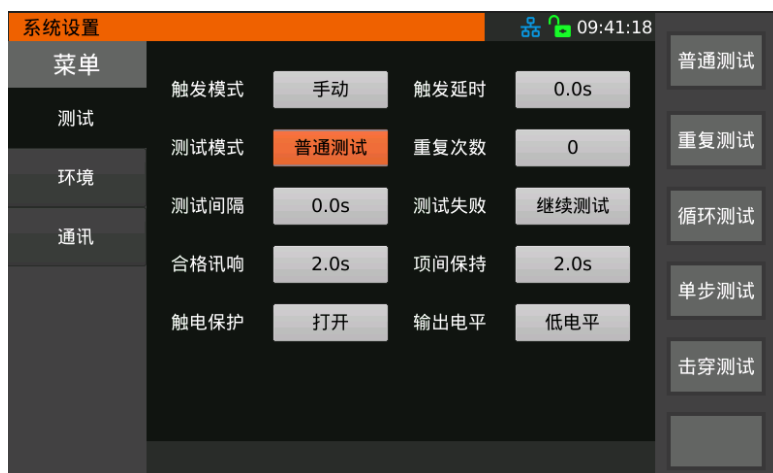 系统设置 09:41:18
菜单
测试
环境
通讯
触发模式 手动 触发延时 0.0s
测试模式 普通测试 重复次数 0
测试间隔 0.0s 测试失败 继续测试
合格讯响 2.0s 项间保持 2.0s
触电保护 打开 输出电平 低电平
普通测试
重复测试
循环测试
单步测试
击穿测试